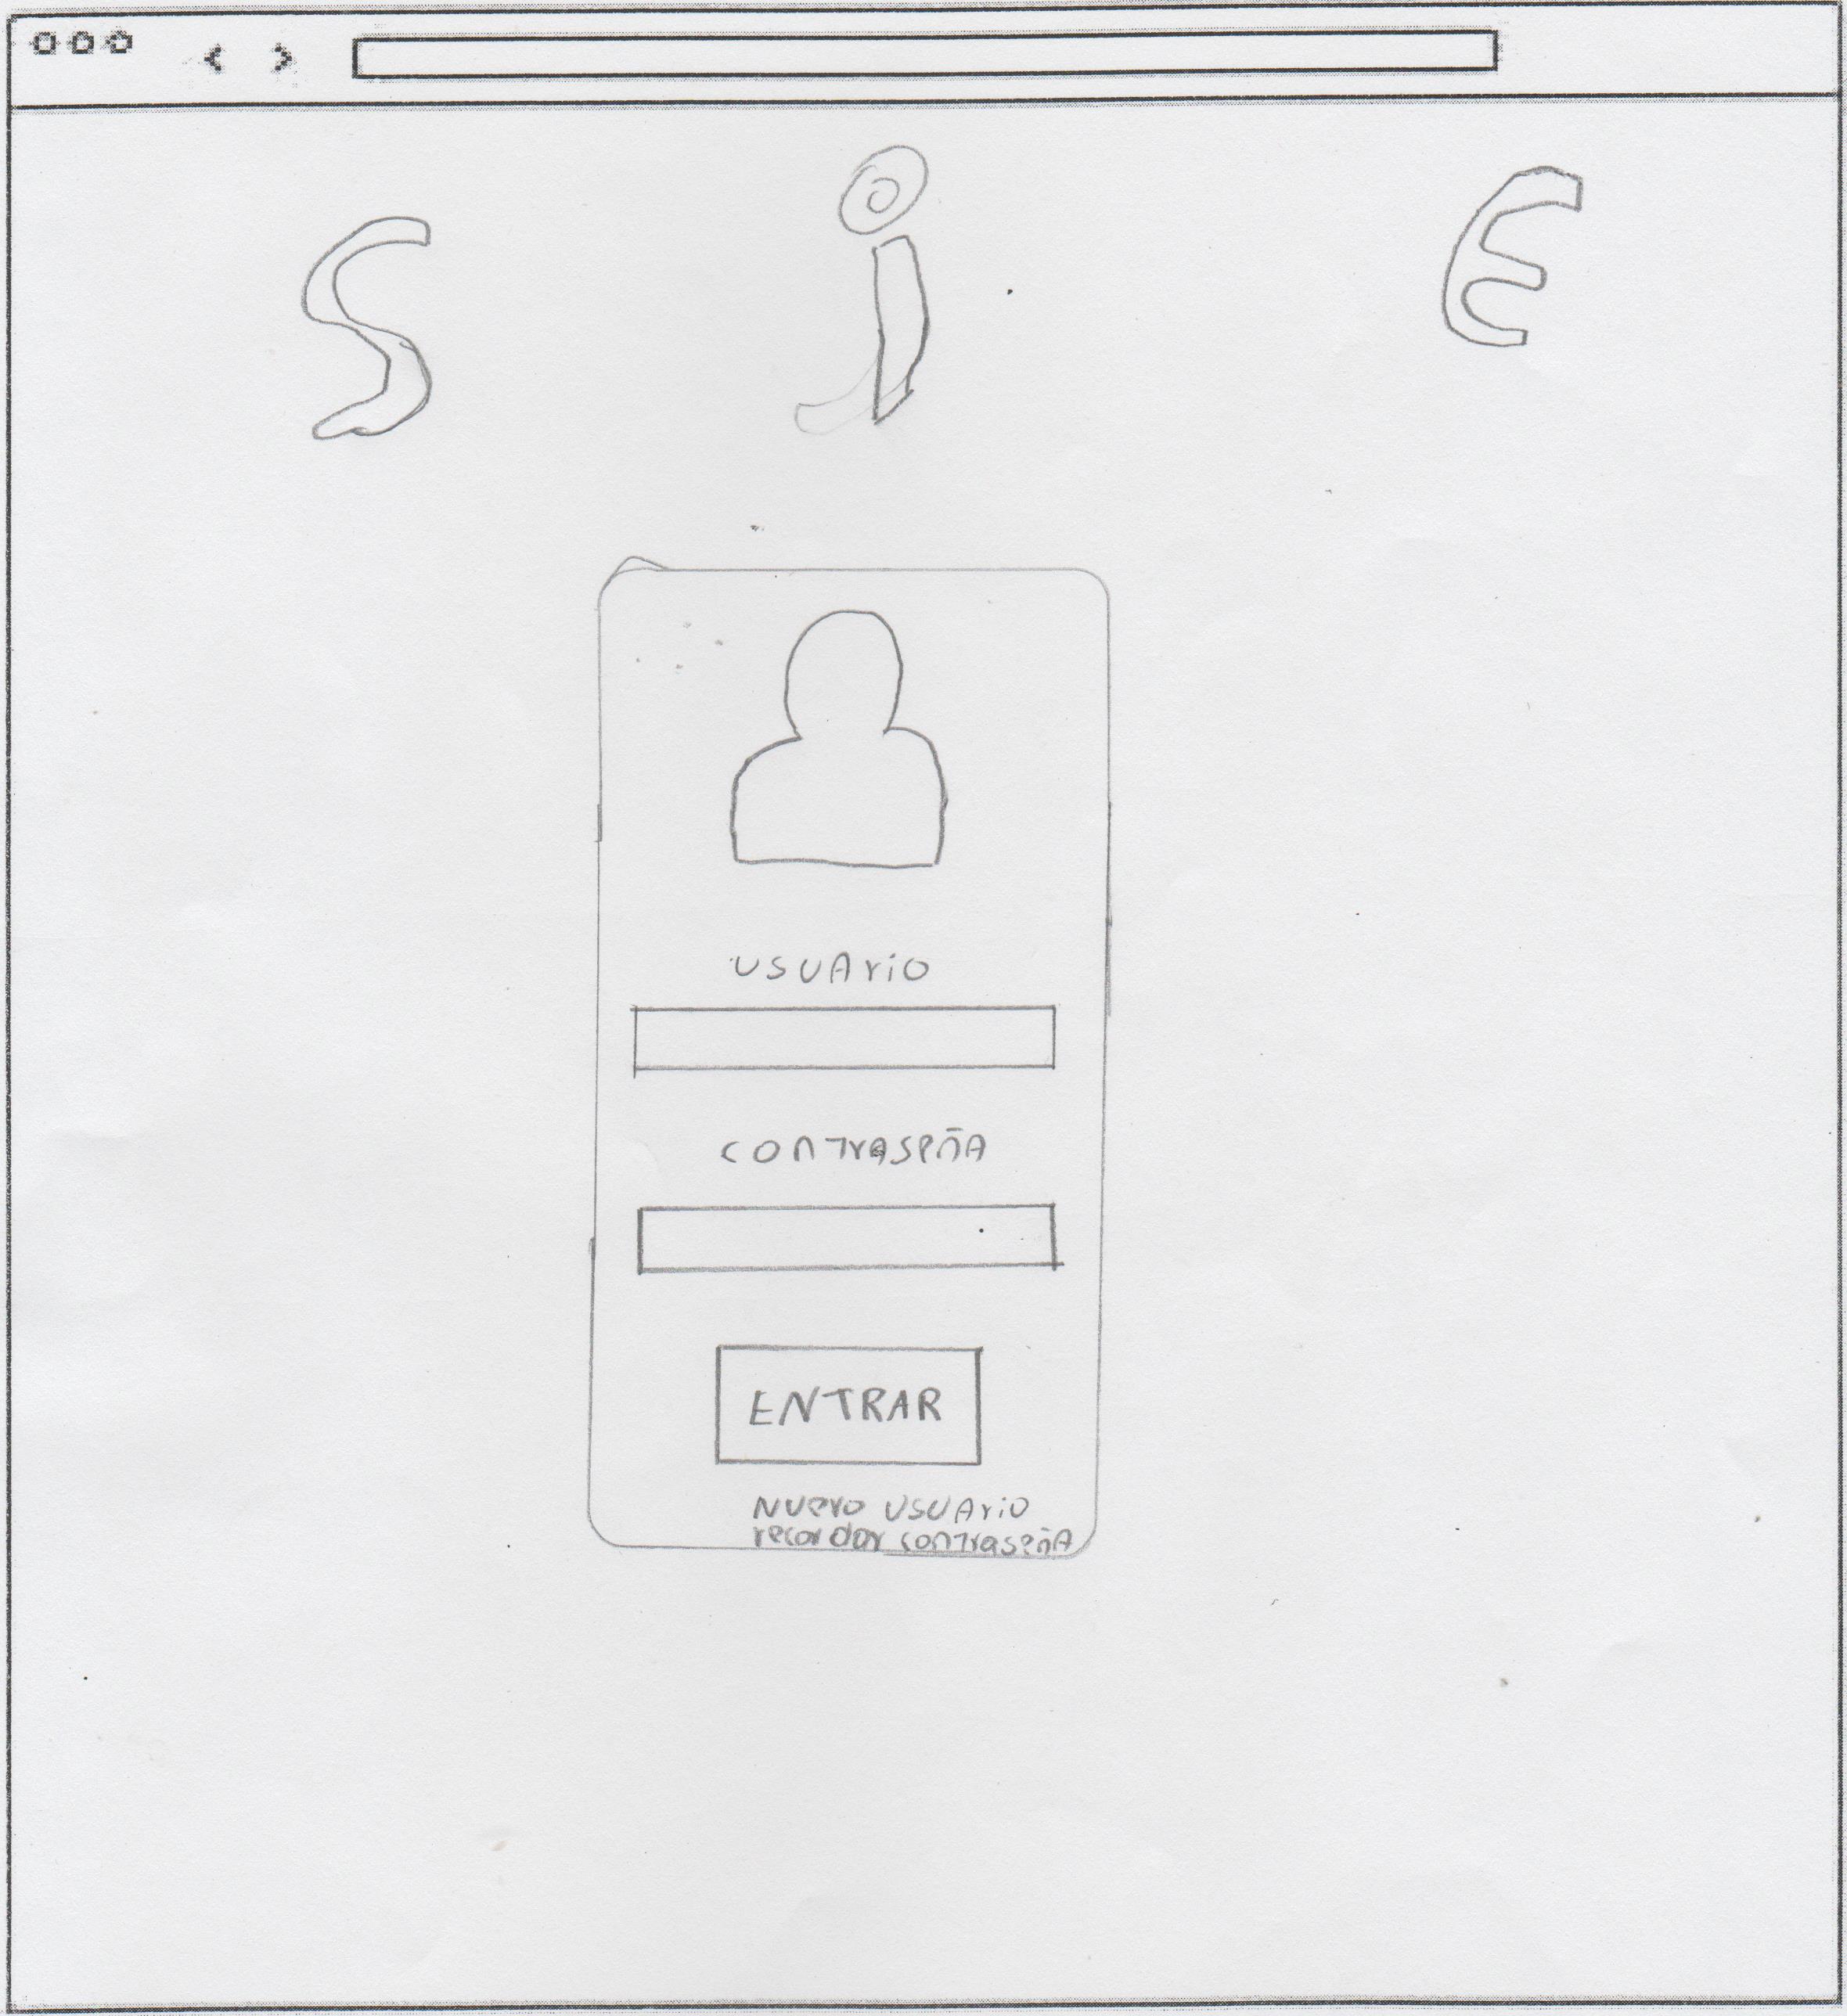 S i E
USUArio
CONTraseñA
ENTRAR
Nuevo USUArio
recordar contraseñA